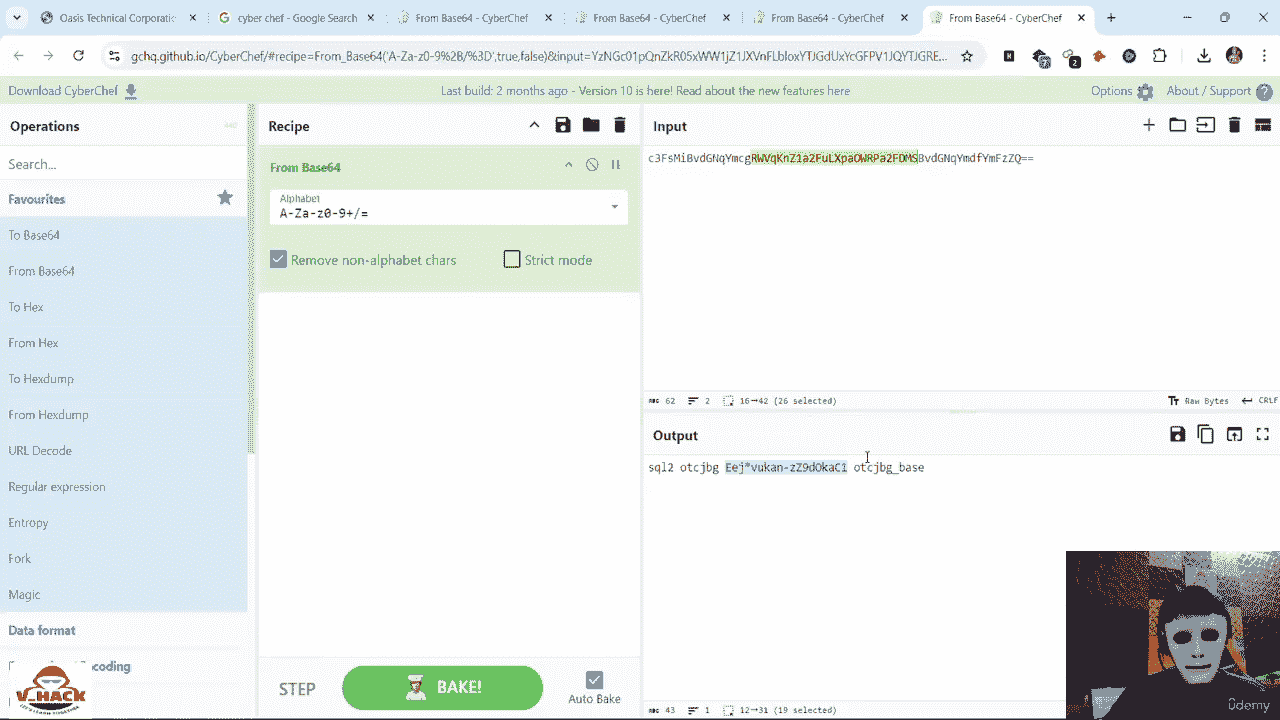 Oasis Technical Corporati
cyber chef - Google Search
From Base64 - CyberChef
From Base64 - CyberChef
From Base64 - CyberChef
From Base64 - CyberChef
gchq.github.io/CyberChef/#recipe=From_Base64('A-Za-z0-9%2B/%3D',true,false)&input=
Download CyberChef
Last build: 2 months ago - Version 10 is here! Read about the new features here
Options
About / Support
Operations
440
Recipe
Input
Search...
Favourites
To Base64
From Base64
To Hex
From Hex
To Hexdump
From Hexdump
URL Decode
Regular expression
Entropy
Fork
Magic
Data format
coding
From Base64
Alphabet
A-Za-z0-9+/=
Remove non-alphabet chars
Strict mode
STEP
BAKE!
Auto Bake
c3FsMiBvdGNqYmcgRWVqKnZ1a2FuLXpaOWRPa2FDMSBvdGNqYmdfYmFzZQ==
62
2
16→42 (26 selected)
Raw Bytes
CRLF
Output
sql2 otcjbg Eej*vukan-zZ9dOkaC1 otcjbg_base
43
1
12→31 (19 selected)
V_HACK
Udemy